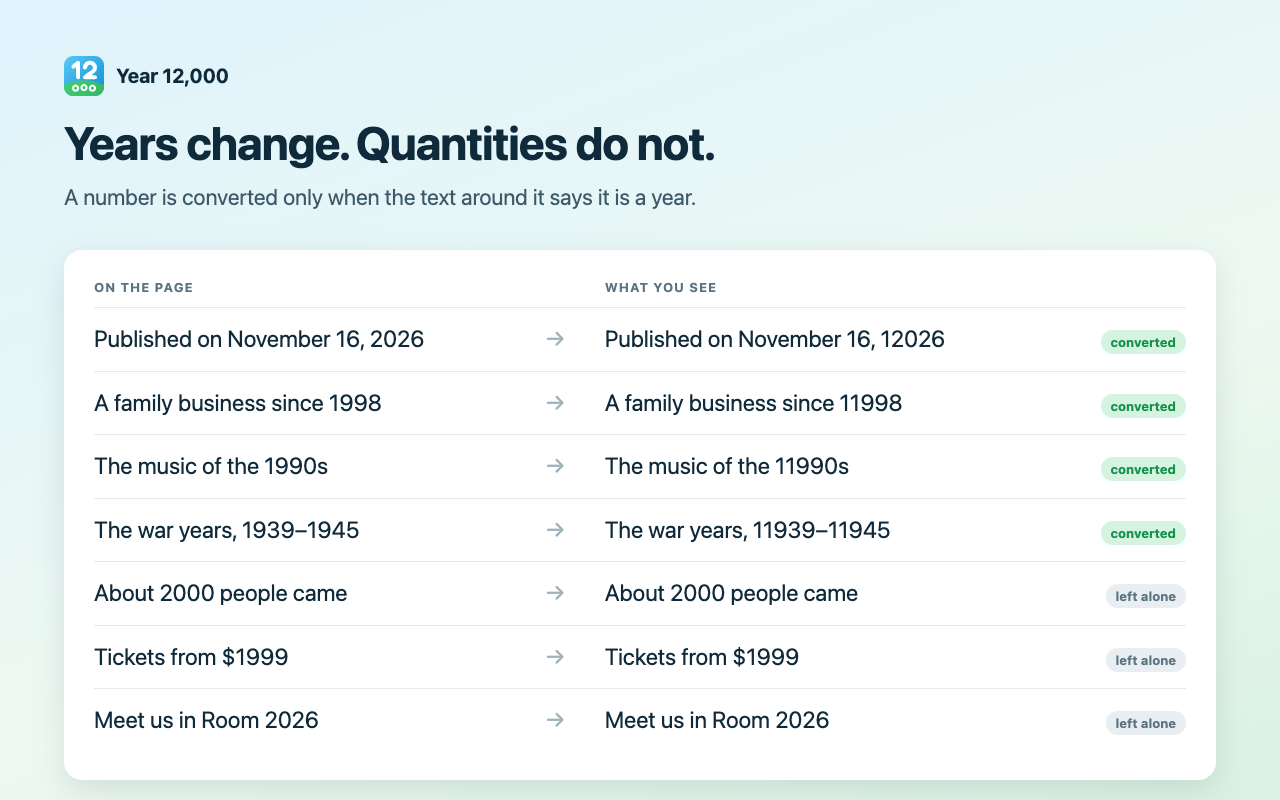 12
000
Year 12,000
Years change. Quantities do not.
A number is converted only when the text around it says it is a year.
ON THE PAGE WHAT YOU SEE
Published on November 16, 2026 → Published on November 16, 12026 converted
A family business since 1998 → A family business since 11998 converted
The music of the 1990s → The music of the 11990s converted
The war years, 1939–1945 → The war years, 11939–11945 converted
About 2000 people came → About 2000 people came left alone
Tickets from $1999 → Tickets from $1999 left alone
Meet us in Room 2026 → Meet us in Room 2026 left alone